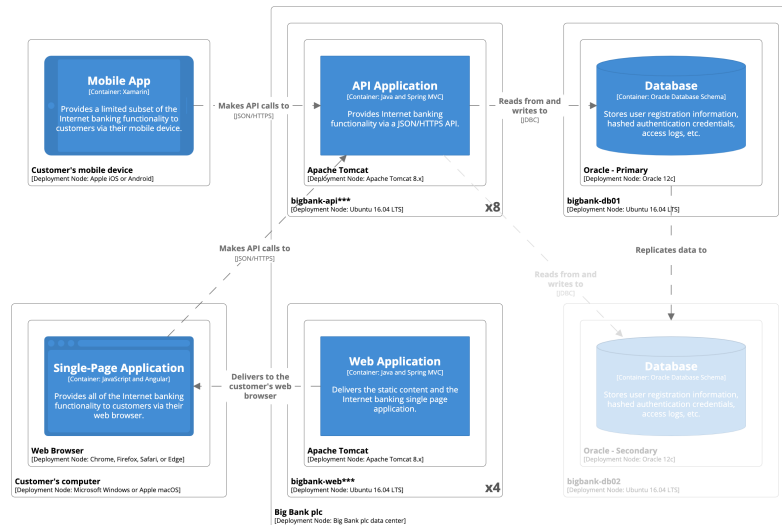 Mobile App
[Container: Xamarin]
Provides a limited subset of the
Internet banking functionality to
customers via their mobile device.
Customer's mobile device
[Deployment Node: Apple iOS or Android]
Makes API calls to
[JSON/HTTPS]
API Application
[Container: Java and Spring MVC]
Provides Internet banking
functionality via a JSON/HTTPS API.
Apache Tomcat
[Deployment Node: Apache Tomcat 8.x]
bigbank-api***
[Deployment Node: Ubuntu 16.04 LTS]
x8
Reads from and
writes to
[JDBC]
Database
[Container: Oracle Database Schema]
Stores user registration information,
hashed authentication credentials,
access logs, etc.
Oracle - Primary
[Deployment Node: Oracle 12c]
bigbank-db01
[Deployment Node: Ubuntu 16.04 LTS]
Makes API calls to
[JSON/HTTPS]
Replicates data to
Reads from and
writes to
[JDBC]
Single-Page Application
[Container: JavaScript and Angular]
Provides all of the Internet banking
functionality to customers via their
web browser.
Web Browser
[Deployment Node: Chrome, Firefox, Safari, or Edge]
Customer's computer
[Deployment Node: Microsoft Windows or Apple macOS]
Delivers to the
customer's web
browser
Web Application
[Container: Java and Spring MVC]
Delivers the static content and the
Internet banking single page
application.
Apache Tomcat
[Deployment Node: Apache Tomcat 8.x]
bigbank-web***
[Deployment Node: Ubuntu 16.04 LTS]
x4
Database
[Container: Oracle Database Schema]
Stores user registration information,
hashed authentication credentials,
access logs, etc.
Oracle - Secondary
[Deployment Node: Oracle 12c]
bigbank-db02
[Deployment Node: Ubuntu 16.04 LTS]
Big Bank plc
[Deployment Node: Big Bank plc data center]